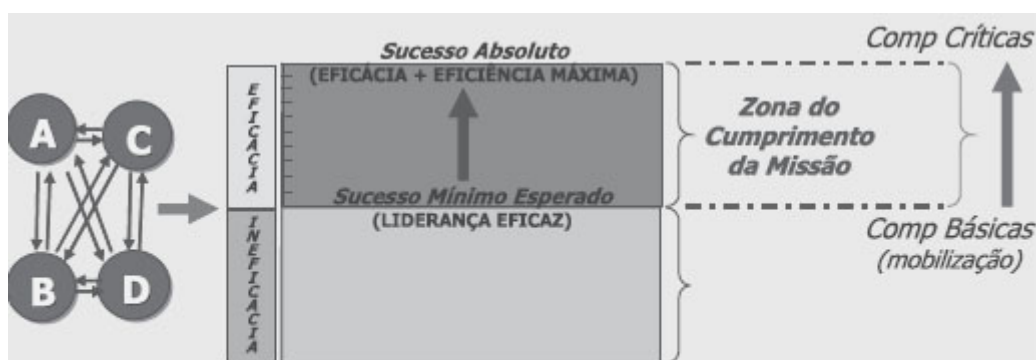 Sucesso Absoluto
(EFICÁCIA + EFICIÊNCIA MÁXIMA)
Comp Críticas
A
C
B
D
EFICÁCIA
INEFICACIA
Zona do
Cumprimento
da Missão
Sucesso Mínimo Esperado
(LIDERANÇA EFICAZ)
Comp Básicas
(mobilização)